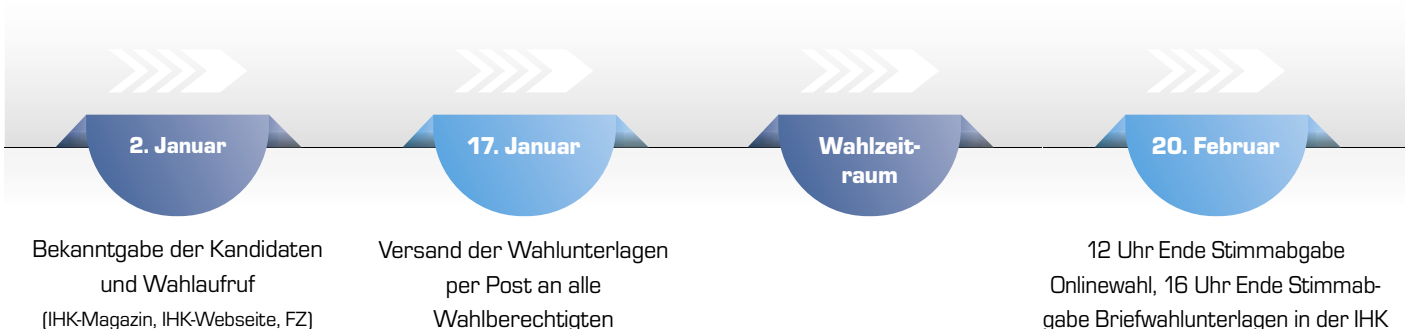 2. Januar
Bekanntgabe der Kandidaten
und Wahlaufruf
(IHK-Magazin, IHK-Webseite, FZ)
17. Januar
Versand der Wahlunterlagen
per Post an alle
Wahlberechtigten
Wahlzeit-
raum
20. Februar
12 Uhr Ende Stimmabgabe
Onlinewahl, 16 Uhr Ende Stimmab-
gabe Briefwahlunterlagen in der IHK